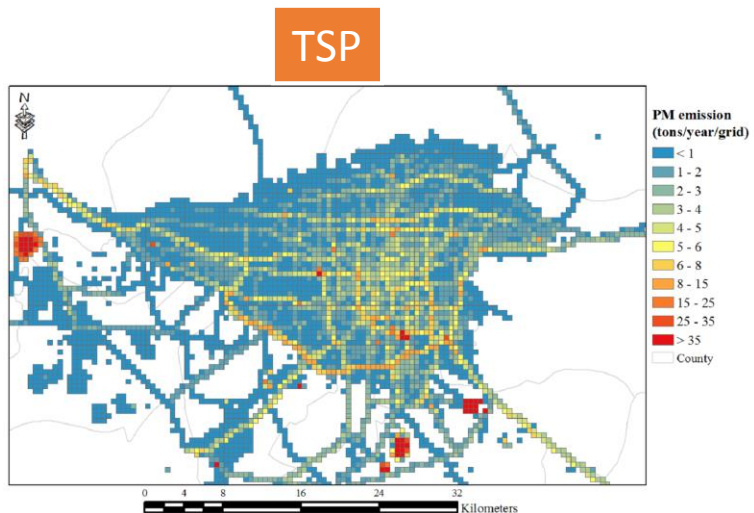 TSP
N
PM emission
(tons/year/grid)
< 1
1 - 2
2 - 3
3 - 4
4 - 5
5 - 6
6 - 8
8 - 15
15 - 25
25 - 35
> 35
County
0 4 8 16 24 32
Kilometers